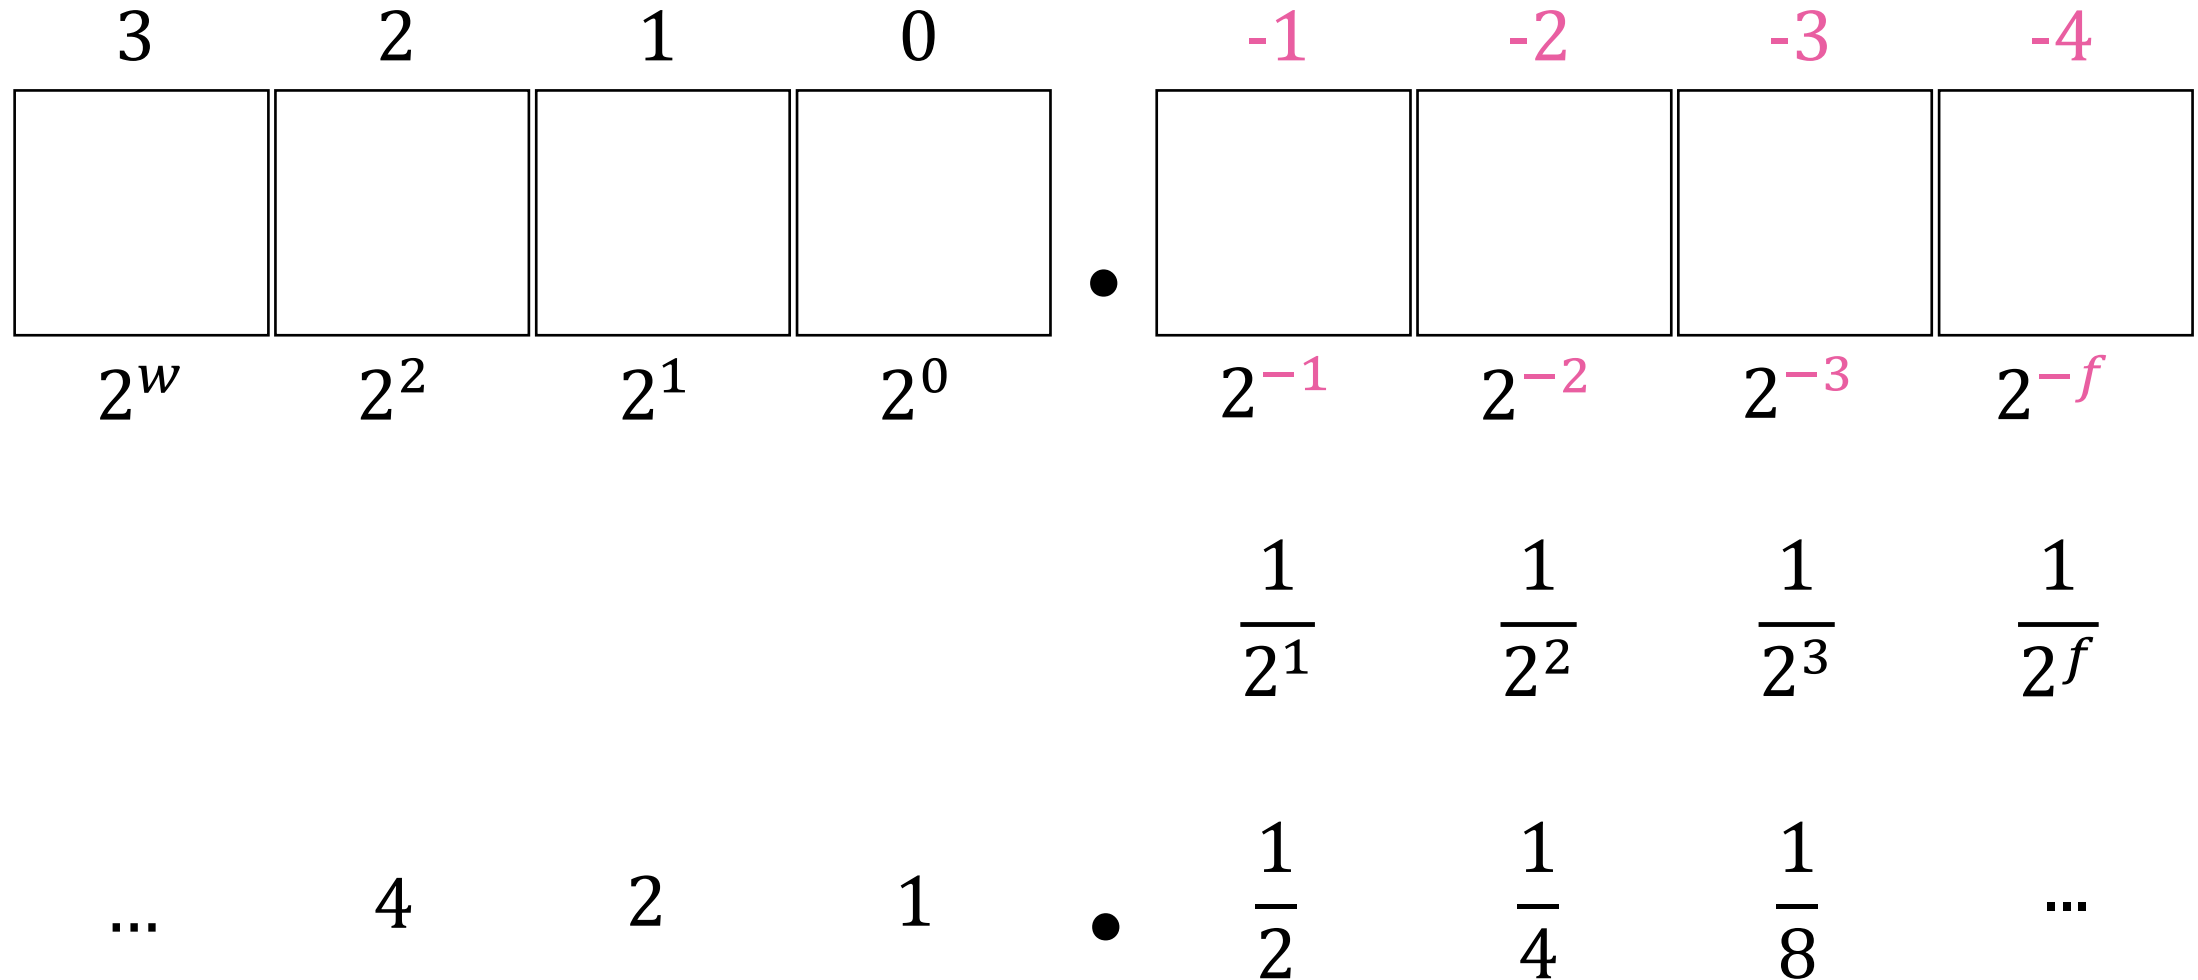 3 2 1 0 -1 -2 -3 -4
.
2^w 2^2 2^1 2^0 2^−1 2^−2 2^−3 2^−f
1/2^1 1/2^2 1/2^3 1/2^f
... 4 2 1 . 1/2 1/4 1/8 ...